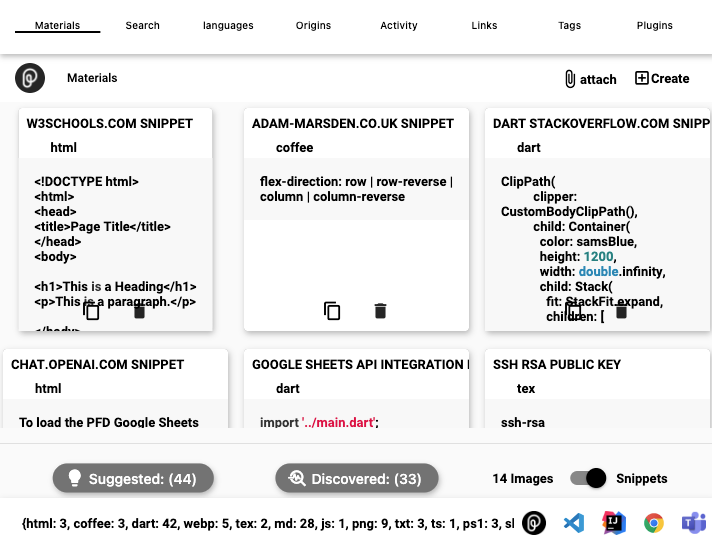 Materials Search languages Origins Activity Links Tags Plugins
Materials attach Create
W3SCHOOLS.COM SNIPPET
html
<!DOCTYPE html>
<html>
<head>
<title>Page Title</title>
</head>
<body>
<h1>This is a Heading</h1>
<p>This is a paragraph.</p>
</body>
ADAM-MARSDEN.CO.UK SNIPPET
coffee
flex-direction: row | row-reverse |
column | column-reverse
DART STACKOVERFLOW.COM SNIPP
dart
ClipPath(
clipper:
CustomBodyClipPath(),
child: Container(
color: samsBlue,
height: 1200,
width: double.infinity,
child: Stack(
fit: StackFit.expand,
children: [
CHAT.OPENAI.COM SNIPPET
html
To load the PFD Google Sheets
GOOGLE SHEETS API INTEGRATION
dart
import '../main.dart';
SSH RSA PUBLIC KEY
tex
ssh-rsa
Suggested: (44) Discovered: (33) 14 Images Snippets
{html: 3, coffee: 3, dart: 42, webp: 5, tex: 2, md: 28, js: 1, png: 9, txt: 3, ts: 1, ps1: 3,